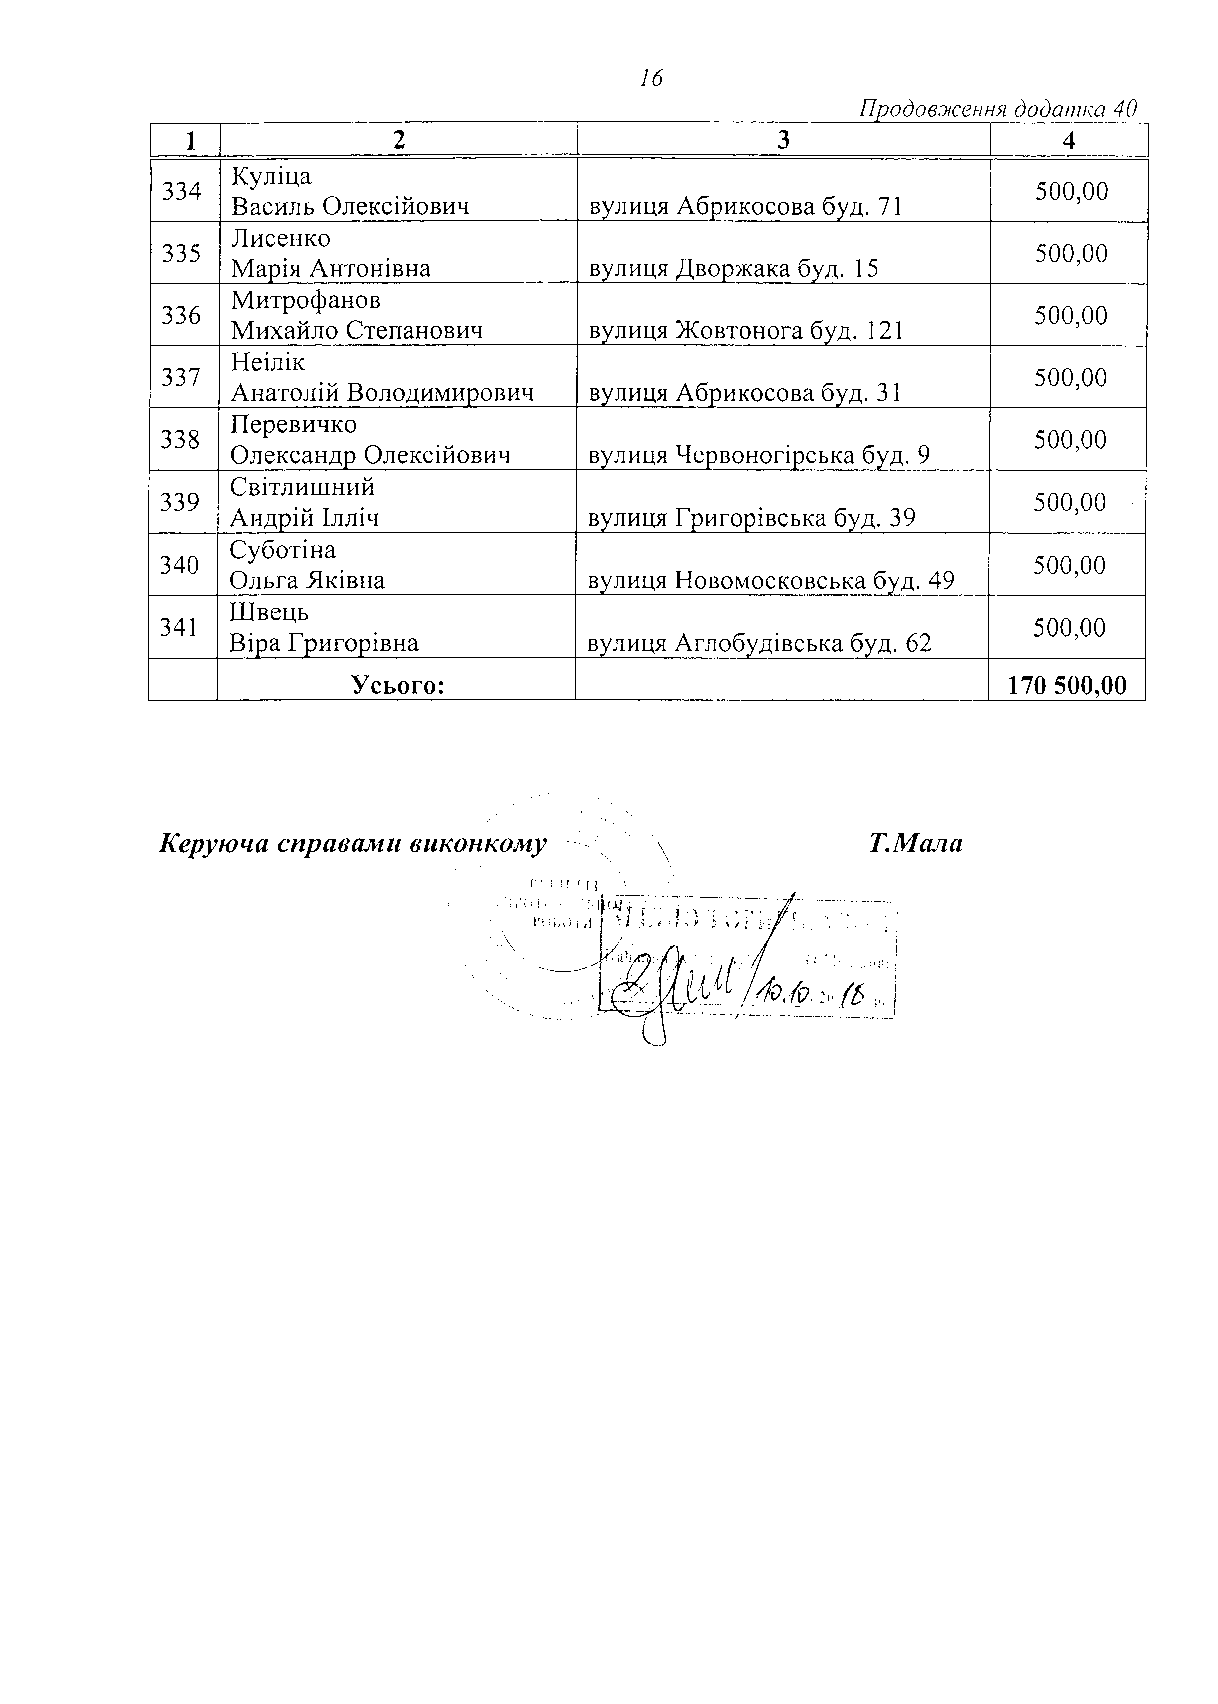 16
Продовження додатка 40
1 2 3 4
334 Куліца
Василь Олексійович вулиця Абрикосова буд. 71 500,00
335 Лисенко
Марія Антонівна вулиця Дворжака буд. 15 500,00
336 Митрофанов
Михайло Степанович вулиця Жовтонога буд. 121 500,00
337 Неілік
Анатолій Володимирович вулиця Абрикосова буд. 31 500,00
338 Перевичко
Олександр Олексійович вулиця Червоногірська буд. 9 500,00
339 Світлишний
Андрій Ілліч вулиця Григорівська буд. 39 500,00
340 Суботіна
Ольга Яківна вулиця Новомосковська буд. 49 500,00
341 Швець
Віра Григорівна вулиця Аглобудівська буд. 62 500,00
Усього: 170 500,00
Керуюча справами виконкому Т.Мала
РОБОТИ
10.10.2018 р.